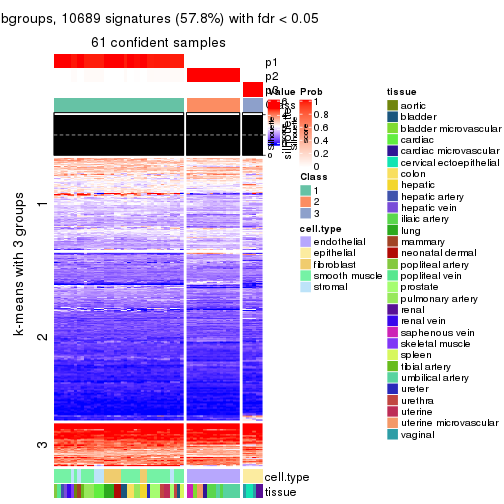 bgroups, 10689 signatures (57.8%) with fdr < 0.05
61 confident samples
p1
p2
p3
Class
Silhouette
score
k-means with 3 groups
1
2
3
cell.type
tissue
Value
Prob
1
0.8
0.6
0.4
0.2
0
Class
1
2
3
cell.type
endothelial
epithelial
fibroblast
smooth muscle
stromal
tissue
aortic
bladder
bladder microvascular
cardiac
cardiac microvascular
cervical ectoepithelial
colon
hepatic
hepatic artery
hepatic vein
iliaic artery
lung
mammary
neonatal dermal
popliteal artery
popliteal vein
prostate
pulmonary artery
renal
renal vein
saphenous vein
skeletal muscle
spleen
tibial artery
umbilical artery
ureter
urethra
uterine
uterine microvascular
vaginal